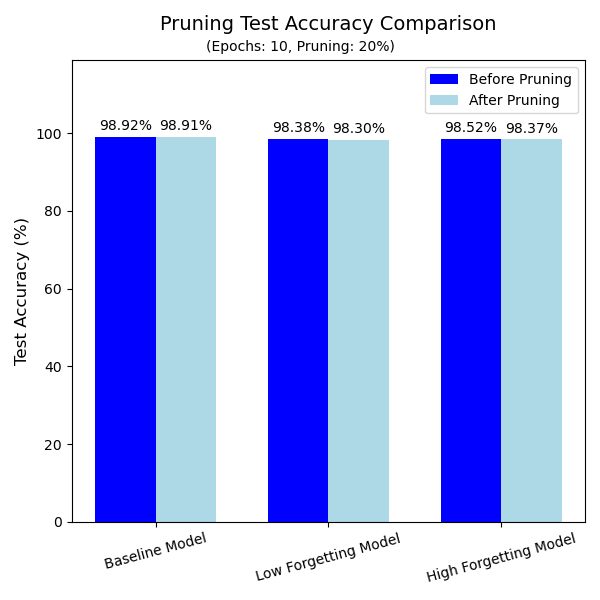 Pruning Test Accuracy Comparison
(Epochs: 10, Pruning: 20%)
Before Pruning
After Pruning
98.92% 98.91% 98.38% 98.30% 98.52% 98.37%
Test Accuracy (%)
100
80
60
40
20
0
Baseline Model
Low Forgetting Model
High Forgetting Model